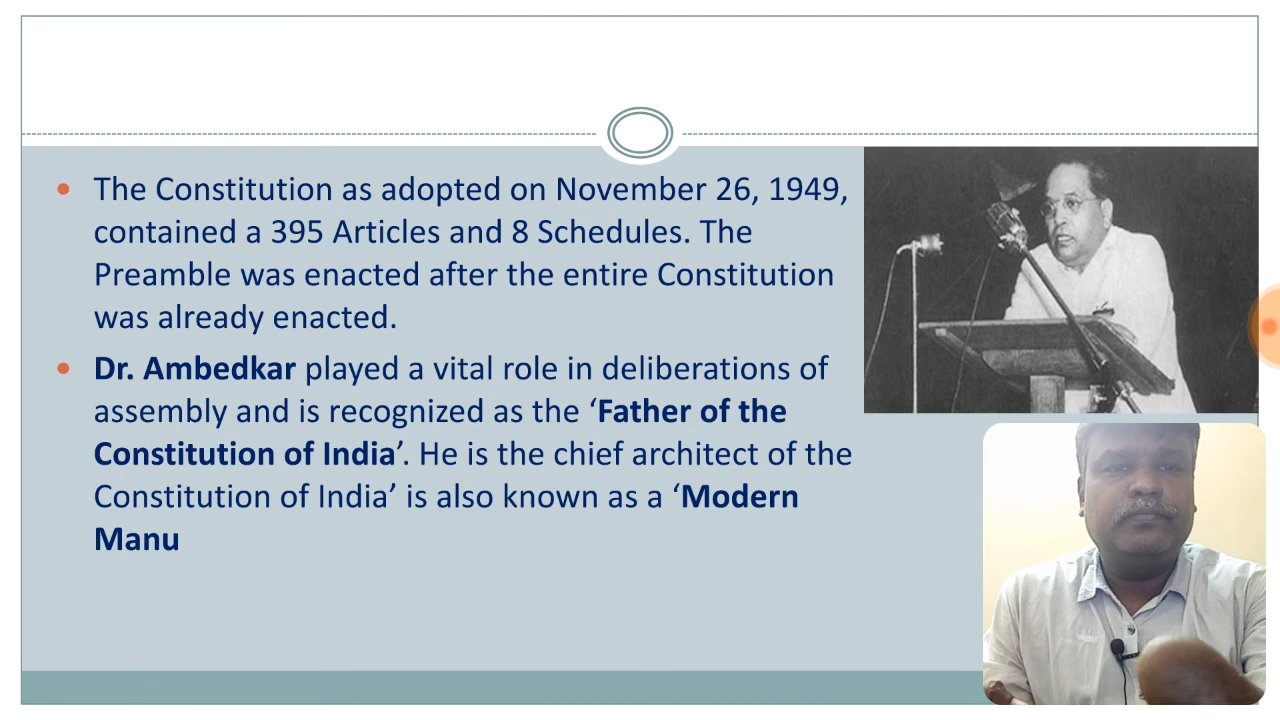 The Constitution as adopted on November 26, 1949,
contained a 395 Articles and 8 Schedules. The
Preamble was enacted after the entire Constitution
was already enacted.
Dr. Ambedkar played a vital role in deliberations of
assembly and is recognized as the ‘Father of the
Constitution of India’. He is the chief architect of the
Constitution of India’ is also known as a ‘Modern
Manu